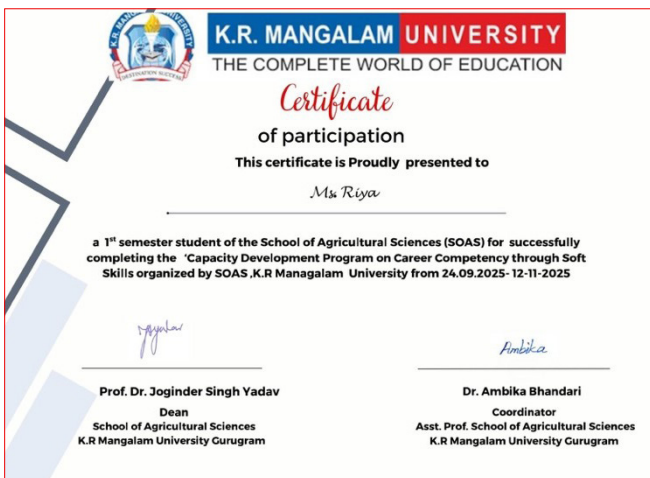 K.R. MANGALAM UNIVERSITY
THE COMPLETE WORLD OF EDUCATION
Certificate
of participation
This certificate is Proudly presented to
Ms. Riya
a 1st semester student of the School of Agricultural Sciences (SOAS) for successfully
completing the 'Capacity Development Program on Career Competency through Soft
Skills organized by SOAS ,K.R Managalam University from 24.09.2025- 12-11-2025
Ambika
Prof. Dr. Joginder Singh Yadav
Dean
School of Agricultural Sciences
K.R Mangalam University Gurugram
Dr. Ambika Bhandari
Coordinator
Asst. Prof. School of Agricultural Sciences
K.R Mangalam University Gurugram